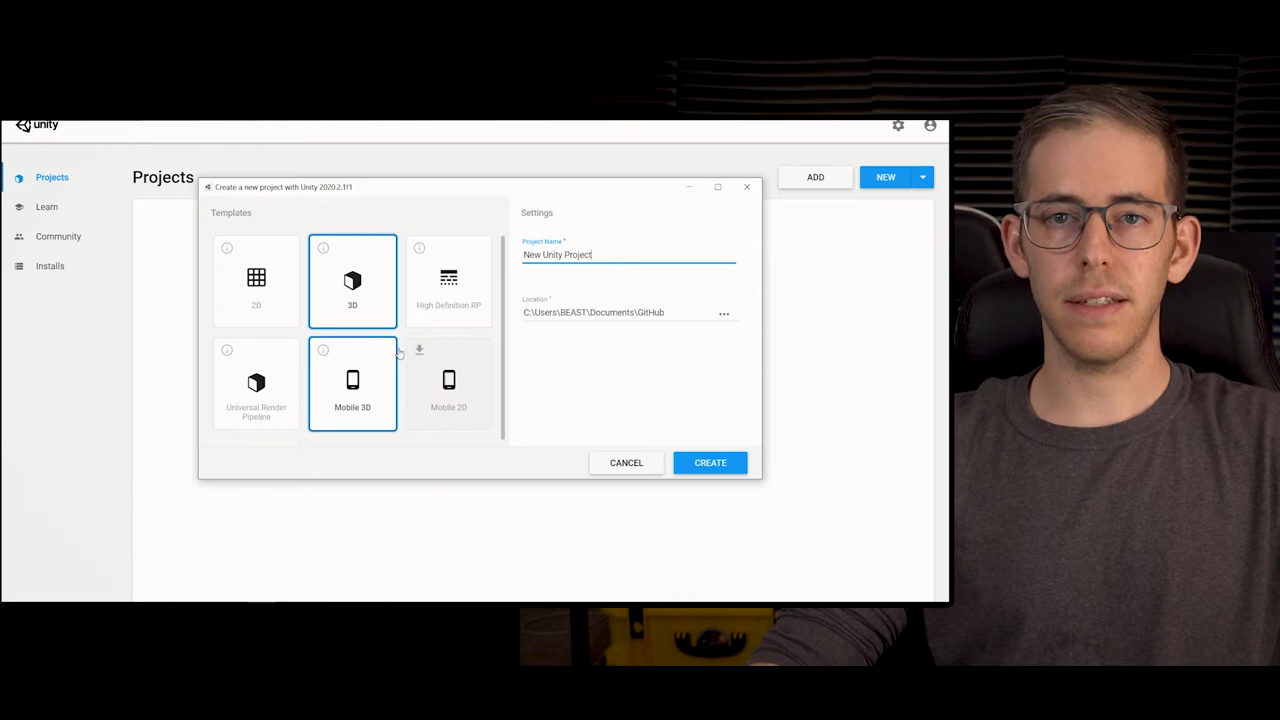 unity
Projects
Learn
Community
Installs
Projects
ADD
NEW
Create a new project with Unity 2020.2.1f1
Templates
2D
3D
High Definition RP
Universal Render
Pipeline
Mobile 3D
Mobile 2D
Settings
Project Name *
New Unity Project
Location *
C:\Users\BEAST\Documents\GitHub
...
CANCEL
CREATE